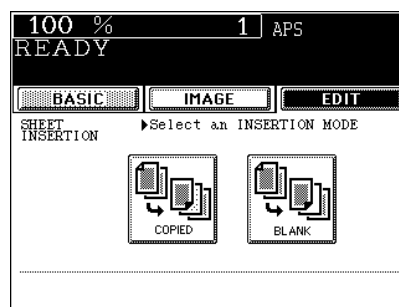 100 % 1 APS
READY
BASIC IMAGE EDIT
SHEET ▶Select an INSERTION MODE
INSERTION
COPIED BLANK